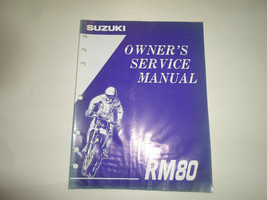 SUZUKI
OWNER'S
SERVICE
MANUAL
RM80